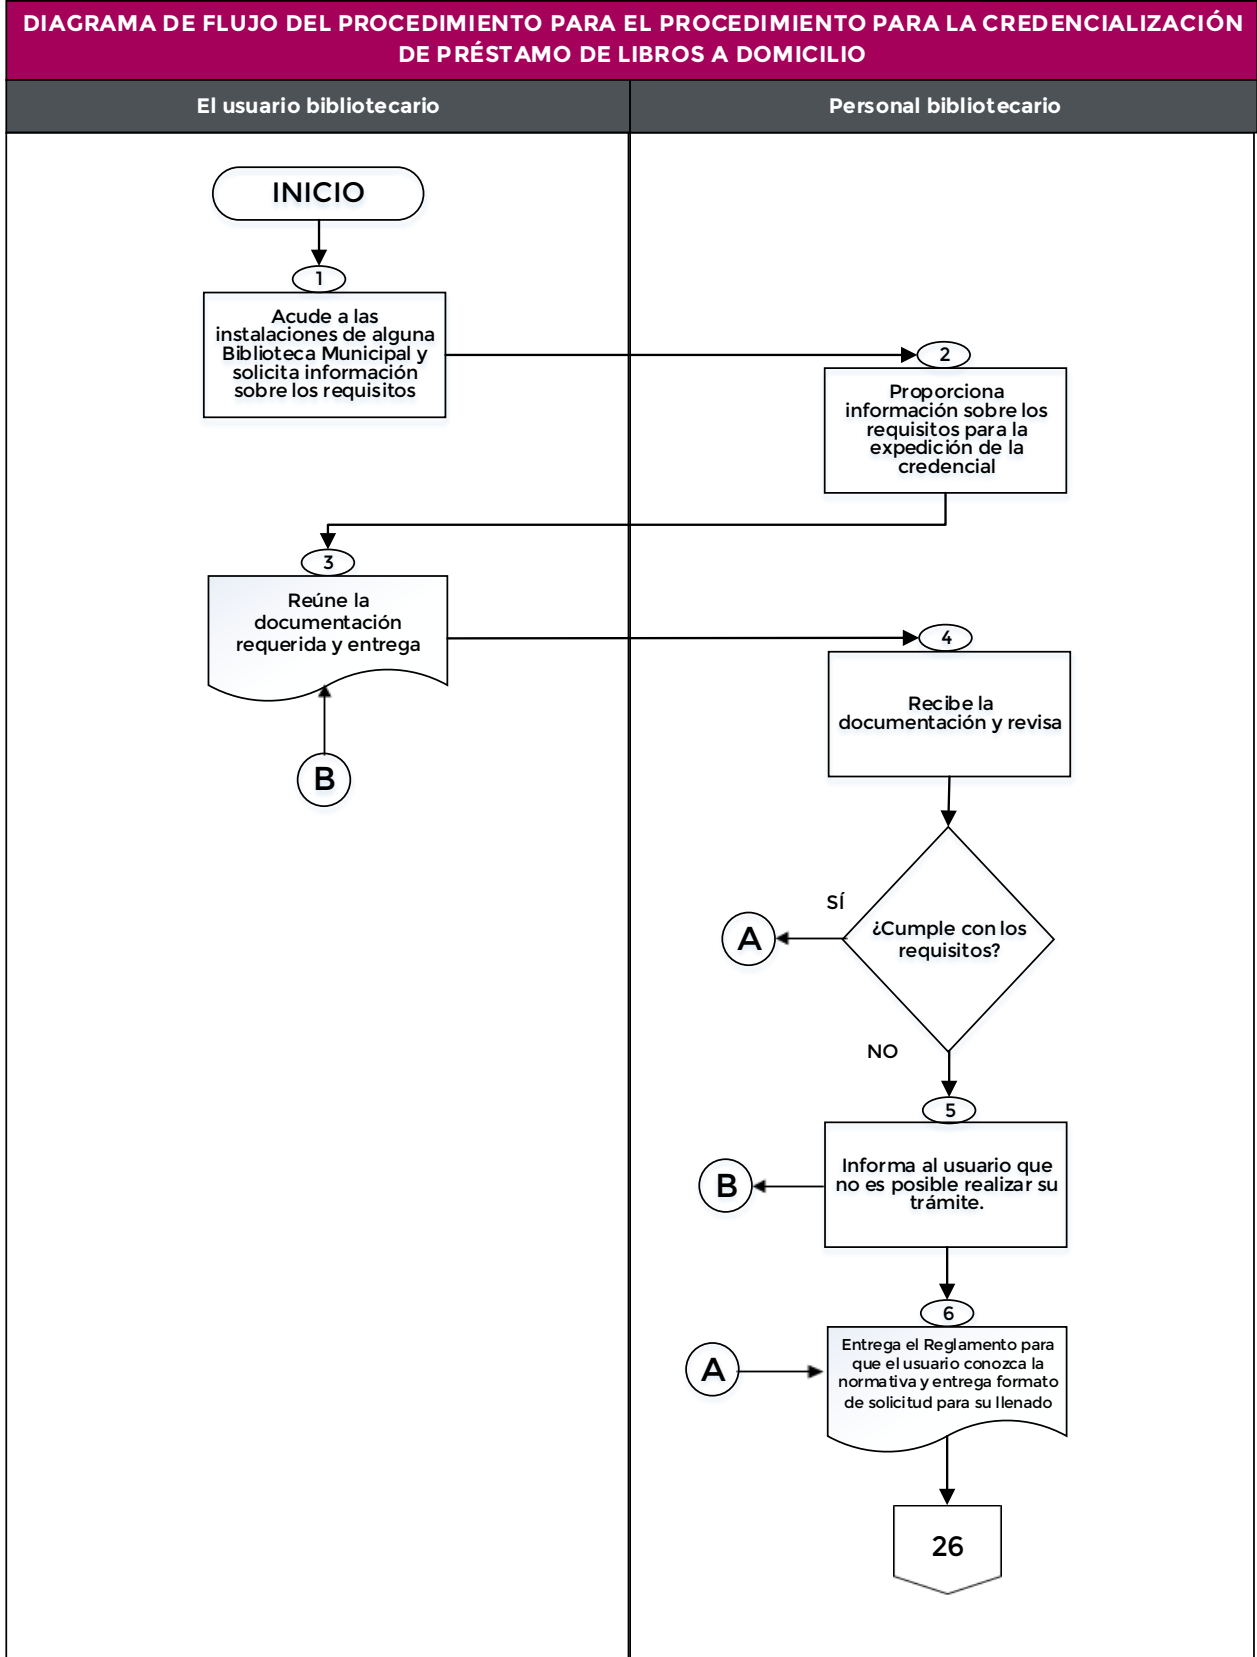 DIAGRAMA DE FLUJO DEL PROCEDIMIENTO PARA EL PROCEDIMIENTO PARA LA CREDENCIALIZACIÓN
DE PRÉSTAMO DE LIBROS A DOMICILIO
El usuario bibliotecario
Personal bibliotecario
INICIO
1
Acude a las
instalaciones de alguna
Biblioteca Municipal y
solicita información
sobre los requisitos
2
Proporciona
información sobre los
requisitos para la
expedición de la
credencial
3
Reúne la
documentación
requerida y entrega
4
Recibe la
documentación y revisa
B
SÍ
A
¿Cumple con los
requisitos?
NO
5
Informa al usuario que
no es posible realizar su
trámite.
B
6
Entrega el Reglamento para
que el usuario conozca la
normativa y entrega formato
de solicitud para su llenado
A
26